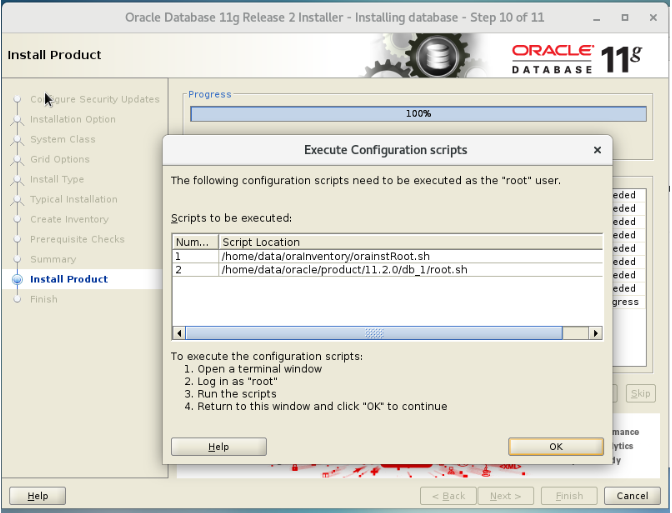 Oracle Database 11g Release 2 Installer - Installing database - Step 10 of 11
Install Product
ORACLE
DATABASE
11g
Configure Security Updates
Installation Option
System Class
Grid Options
Install Type
Typical Installation
Create Inventory
Prerequisite Checks
Summary
Install Product
Finish
Progress
100%
Execute Configuration scripts
The following configuration scripts need to be executed as the "root" user.
Scripts to be executed:
Num... Script Location
1 /home/data/oraInventory/orainstRoot.sh
2 /home/data/oracle/product/11.2.0/db_1/root.sh
To execute the configuration scripts:
1. Open a terminal window
2. Log in as "root"
3. Run the scripts
4. Return to this window and click "OK" to continue
Help OK
eded
eded
eded
eded
eded
eded
eded
eded
gress
Skip
mance
lytics
dy
<XML>
Help < Back Next > Finish Cancel